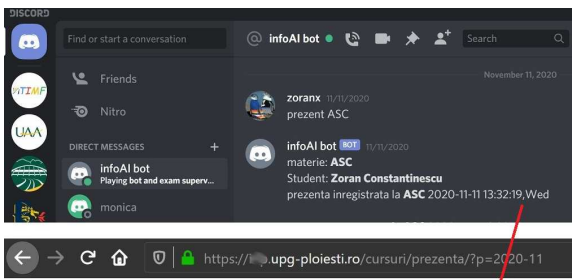 DISCORD
Find or start a conversation
@ infoAI bot
Search
Friends
November 11, 2020
ViTIMF
zoranx 11/11/2020
prezent ASC
Nitro
UAA
infoAI bot BOT 11/11/2020
DIRECT MESSAGES +
materie: ASC
Student: Zoran Constantinescu
infoAI bot
Playing bot and exam superv...
prezenta inregistrata la ASC 2020-11-11 13:32:19,Wed
monica
.upg-ploiesti.ro/cursuri/prezenta/?p=2020-11
https://